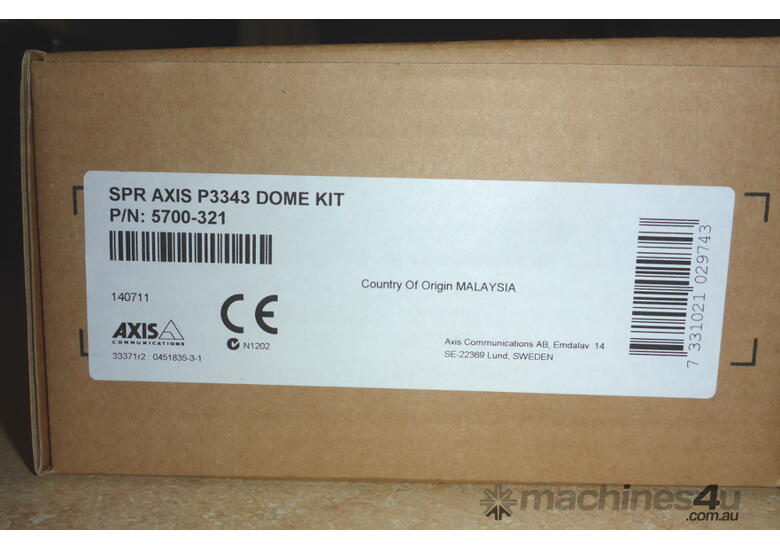 SPR AXIS P3343 DOME KIT
P/N: 5700-321
140711
Country Of Origin MALAYSIA
AXIS
COMMUNICATIONS
CE
N1202
33371r2 : 0451835-3-1
Axis Communications AB, Emdalav. 14
SE-22369 Lund, SWEDEN
7 331021 029743
machines4u
.com.au